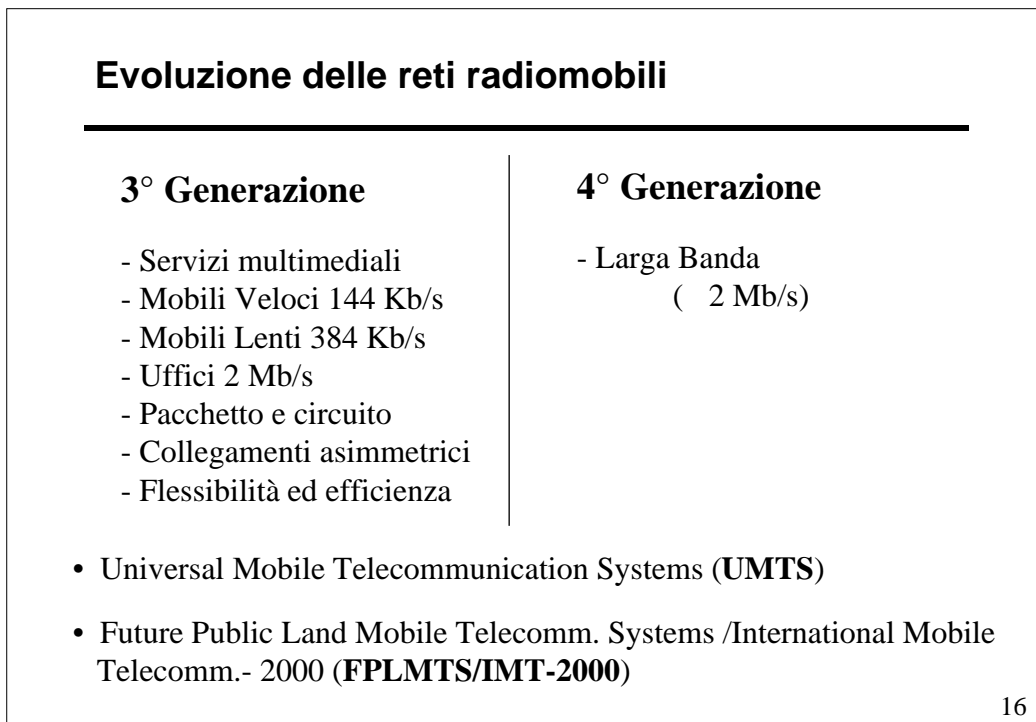 Evoluzione delle reti radiomobili
3° Generazione
- Servizi multimediali
- Mobili Veloci 144 Kb/s
- Mobili Lenti 384 Kb/s
- Uffici 2 Mb/s
- Pacchetto e circuito
- Collegamenti asimmetrici
- Flessibilità ed efficienza
4° Generazione
- Larga Banda
( 2 Mb/s)
• Universal Mobile Telecommunication Systems (UMTS)
• Future Public Land Mobile Telecomm. Systems /International Mobile
Telecomm.- 2000 (FPLMTS/IMT-2000)
16